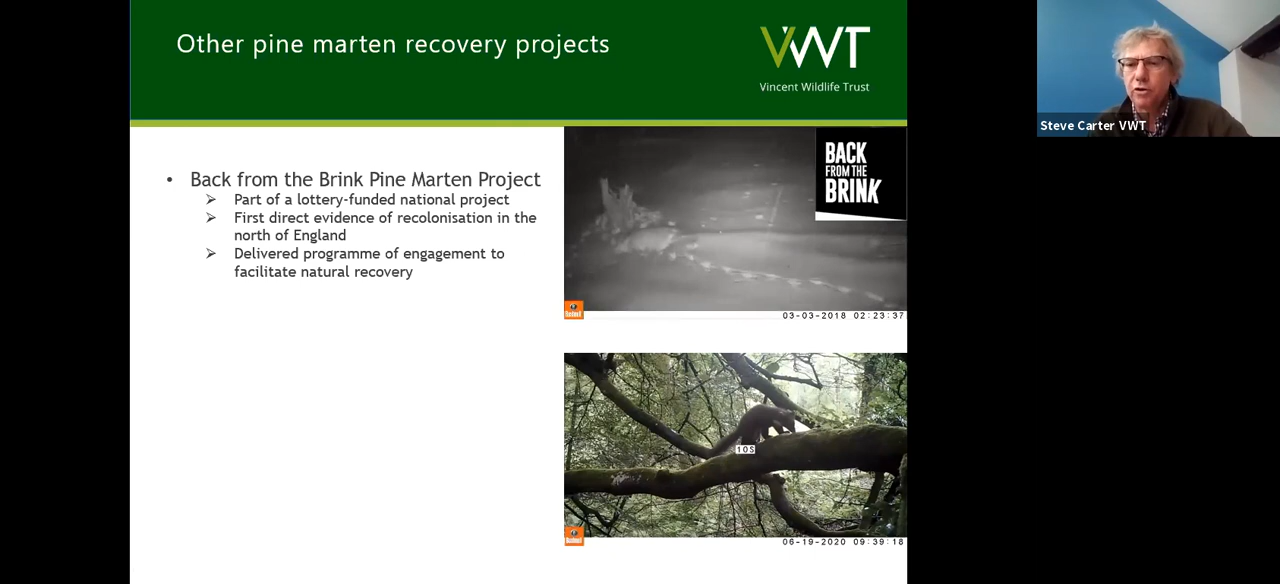 Other pine marten recovery projects
VWT
Vincent Wildlife Trust
Steve Carter VWT
• Back from the Brink Pine Marten Project
➢ Part of a lottery-funded national project
➢ First direct evidence of recolonisation in the
north of England
➢ Delivered programme of engagement to
facilitate natural recovery
BACK
FROM THE
BRINK
03-03-2018 02:23:37
10S
06-19-2020 09:39:18